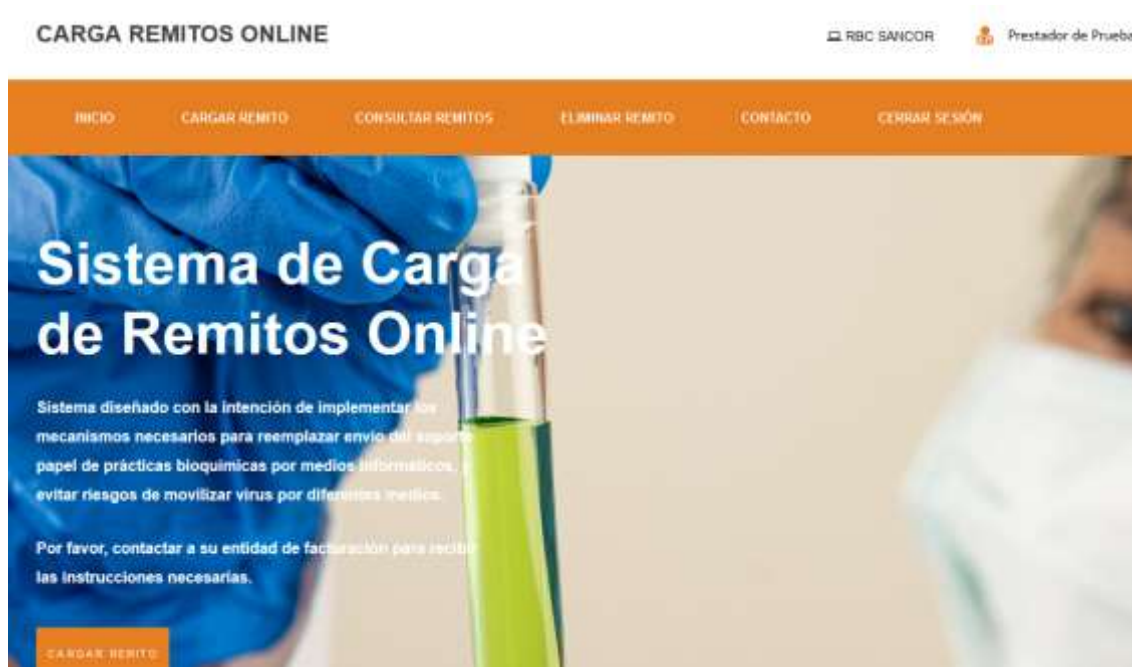 CARGA REMITOS ONLINE
RBC SANCOR
Prestador de Prueba
INICIO
CARGAR REMITO
CONSULTAR REMITOS
ELIMINAR REMITO
CONTACTO
CERRAR SESIÓN
Sistema de Carga
de Remitos Online
Sistema diseñado con la intención de implementar los
mecanismos necesarios para reemplazar envío del soporte
papel de prácticas bioquímicas por medios informáticos, y
evitar riesgos de movilizar virus por diferentes medios.
Por favor, contactar a su entidad de facturación para recibir
las instrucciones necesarias.
CARGAR REMITO